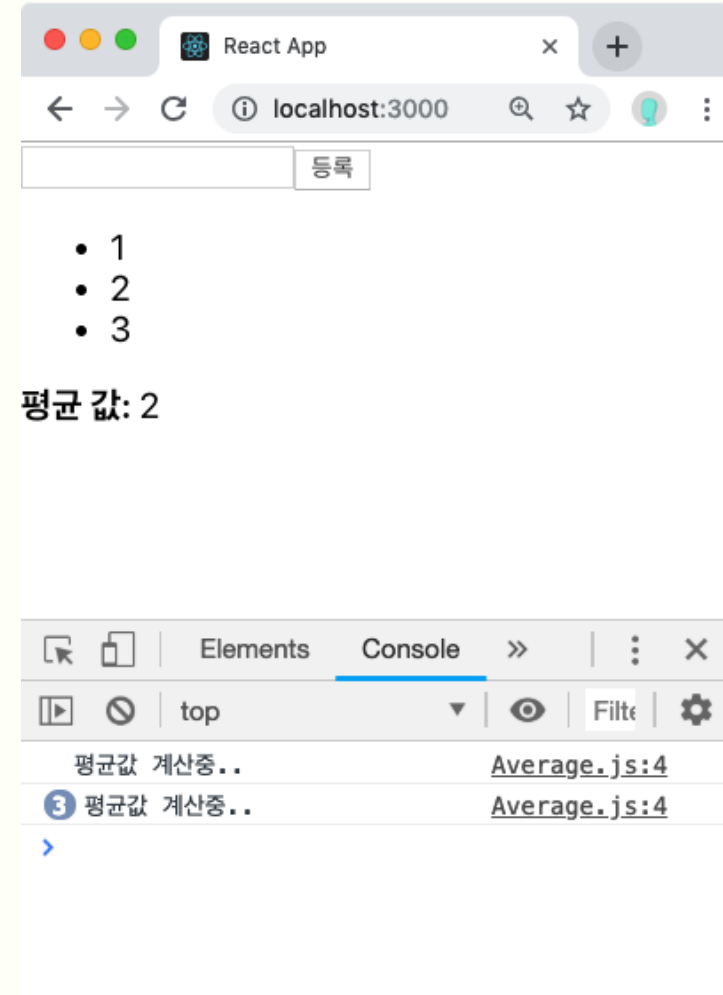 React App
localhost:3000
등록
1
2
3
평균 값: 2
Elements Console
top Filte
평균값 계산중.. Average.js:4
3 평균값 계산중.. Average.js:4